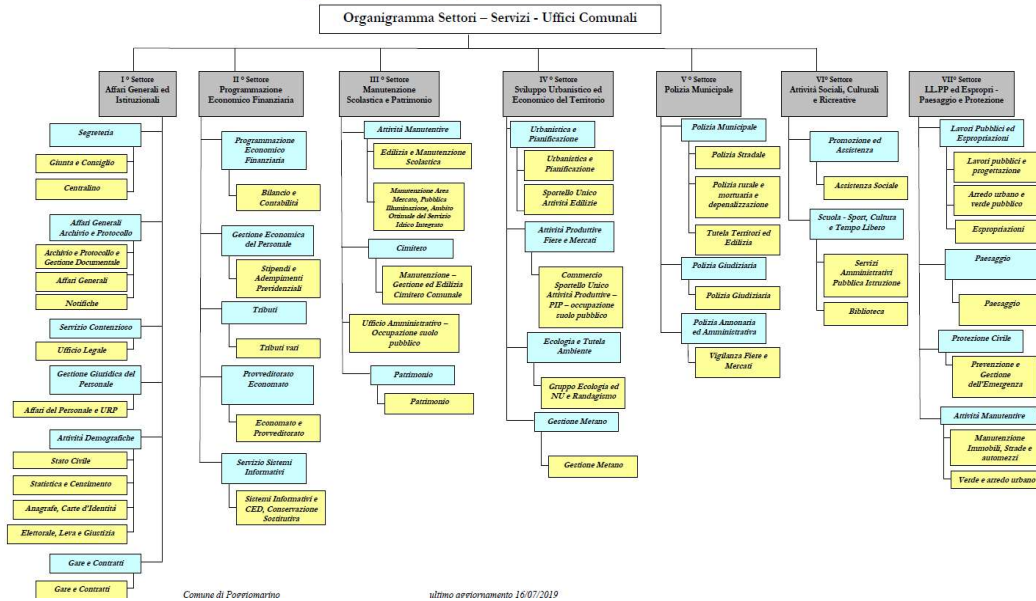 Organigramma Settori – Servizi - Uffici Comunali
I ° Settore
Affari Generali ed
Istituzionali
Segreteria
Giunta e Consiglio
Centralino
Affari Generali
Archivio e Protocollo
Archivio e Protocollo e
Gestione Documentale
Affari Generali
Notifiche
Servizio Contenzioso
Ufficio Legale
Gestione Giuridica del
Personale
Affari del Personale e URP
Attività Demografiche
Stato Civile
Statistica e Censimento
Anagrafe, Carte d'Identità
Elettorale, Leva e Giustizia
Gare e Contratti
Gare e Contratti
II ° Settore
Programmazione
Economico Finanziaria
Programmazione
Economico
Finanziaria
Bilancio e
Contabilità
Gestione Economica
del Personale
Stipendi e
Adempimenti
Previdenziali
Tributi
Tributi vari
Provveditorato
Economato
Economato e
Provveditorato
Servizio Sistemi
Informativi
Sistemi Informativi e
CED, Conservazione
Sostitutiva
III ° Settore
Manutenzione
Scolastica e Patrimonio
Attività Manutentive
Edilizia e Manutenzione
Scolastica
Manutenzione Area
Mercato, Pubblica
Illuminazione, Ambito
Ottimale del Servizio
Idrico Integrato
Cimitero
Manutenzione –
Gestione ed Edilizia
Cimitero Comunale
Ufficio Amministrativo –
Occupazione suolo
pubblico
Patrimonio
Patrimonio
IV ° Settore
Sviluppo Urbanistico ed
Economico del Territorio
Urbanistica e
Pianificazione
Urbanistica e
Pianificazione
Sportello Unico
Attività Edilizie
Attività Produttive
Fiere e Mercati
Commercio
Sportello Unico
Attività Produttive –
PIP – occupazione
suolo pubblico
Ecologia e Tutela
Ambiente
Gruppo Ecologia ed
NU e Randagismo
Gestione Metano
Gestione Metano
V ° Settore
Polizia Municipale
Polizia Municipale
Polizia Stradale
Polizia rurale e
mortuaria e
depenalizzazione
Tutela Territori ed
Edilizia
Polizia Giudiziaria
Polizia Giudiziaria
Polizia Annonaria
ed Amministrativa
Vigilanza Fiere e
Mercati
VI° Settore
Attività Sociali, Culturali
e Ricreative
Promozione ed
Assistenza
Assistenza Sociale
Scuola - Sport, Cultura
e Tempo Libero
Servizi
Amministrativi
Pubblica Istruzione
Biblioteca
VII° Settore
LL.PP ed Espropri -
Paesaggio e Protezione
Lavori Pubblici ed
Espropriazioni
Lavori pubblici e
progettazione
Arredo urbano e
verde pubblico
Espropriazioni
Paesaggio
Paesaggio
Protezione Civile
Prevenzione e
Gestione
dell'Emergenza
Attività Manutentive
Manutenzione
Immobili, Strade e
automezzi
Verde e arredo urbano
Comune di Poggiomarino
ultimo aggiornamento 16/07/2019